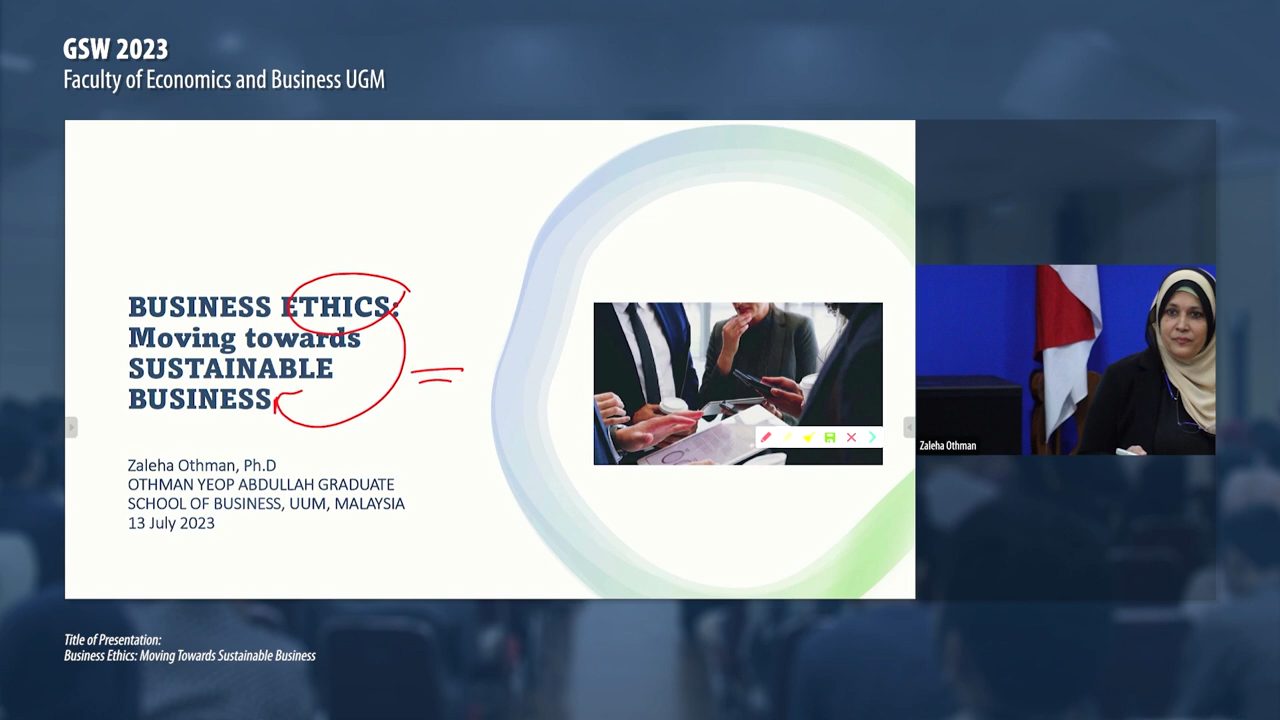 GSW 2023
Faculty of Economics and Business UGM
BUSINESS ETHICS:
Moving towards
SUSTAINABLE
BUSINESS
Zaleha Othman, Ph.D
OTHMAN YEOP ABDULLAH GRADUATE
SCHOOL OF BUSINESS, UUM, MALAYSIA
13 July 2023
Zaleha Othman
Title of Presentation:
Business Ethics: Moving Towards Sustainable Business